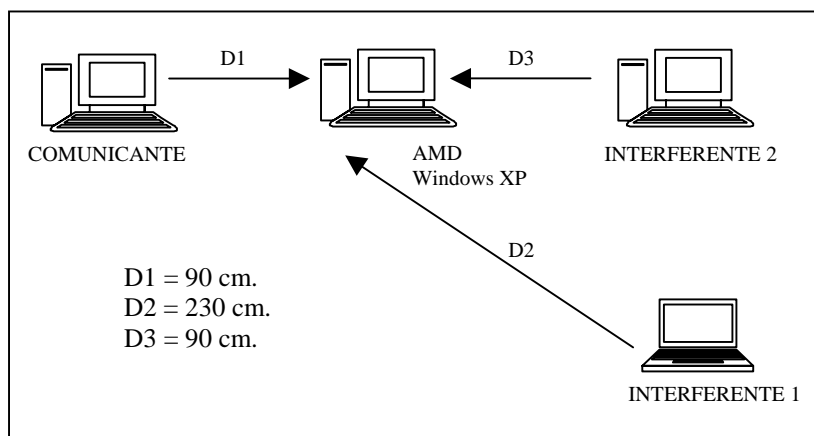 D1
D3
COMUNICANTE
AMD
Windows XP
INTERFERENTE 2
D2
D1 = 90 cm.
D2 = 230 cm.
D3 = 90 cm.
INTERFERENTE 1